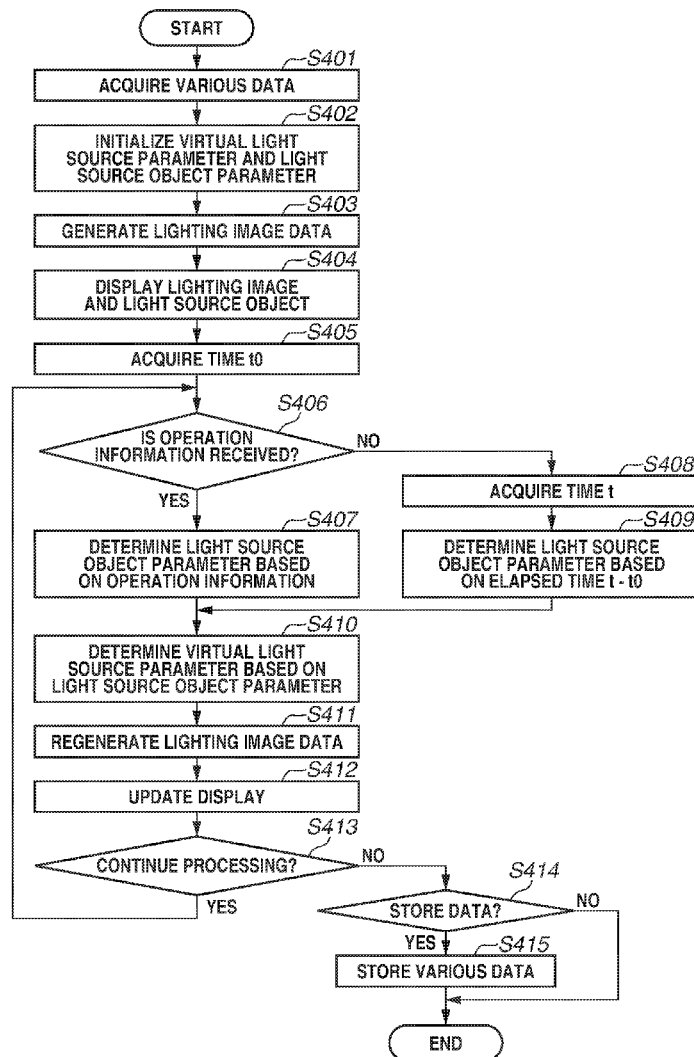 START
S401
ACQUIRE VARIOUS DATA
S402
INITIALIZE VIRTUAL LIGHT
SOURCE PARAMETER AND LIGHT
SOURCE OBJECT PARAMETER
S403
GENERATE LIGHTING IMAGE DATA
S404
DISPLAY LIGHTING IMAGE
AND LIGHT SOURCE OBJECT
S405
ACQUIRE TIME t0
S406
IS OPERATION
INFORMATION RECEIVED?
NO
YES
S408
ACQUIRE TIME t
S407
DETERMINE LIGHT SOURCE
OBJECT PARAMETER BASED
ON OPERATION INFORMATION
S409
DETERMINE LIGHT SOURCE
OBJECT PARAMETER BASED
ON ELAPSED TIME t - t0
S410
DETERMINE VIRTUAL LIGHT
SOURCE PARAMETER BASED ON
LIGHT SOURCE OBJECT PARAMETER
S411
REGENERATE LIGHTING IMAGE DATA
S412
UPDATE DISPLAY
S413
CONTINUE PROCESSING?
NO
YES
S414
STORE DATA?
NO
YES
S415
STORE VARIOUS DATA
END